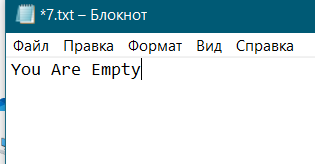 *7.txt – Блокнот
Файл Правка Формат Вид Справка
You Are Empty